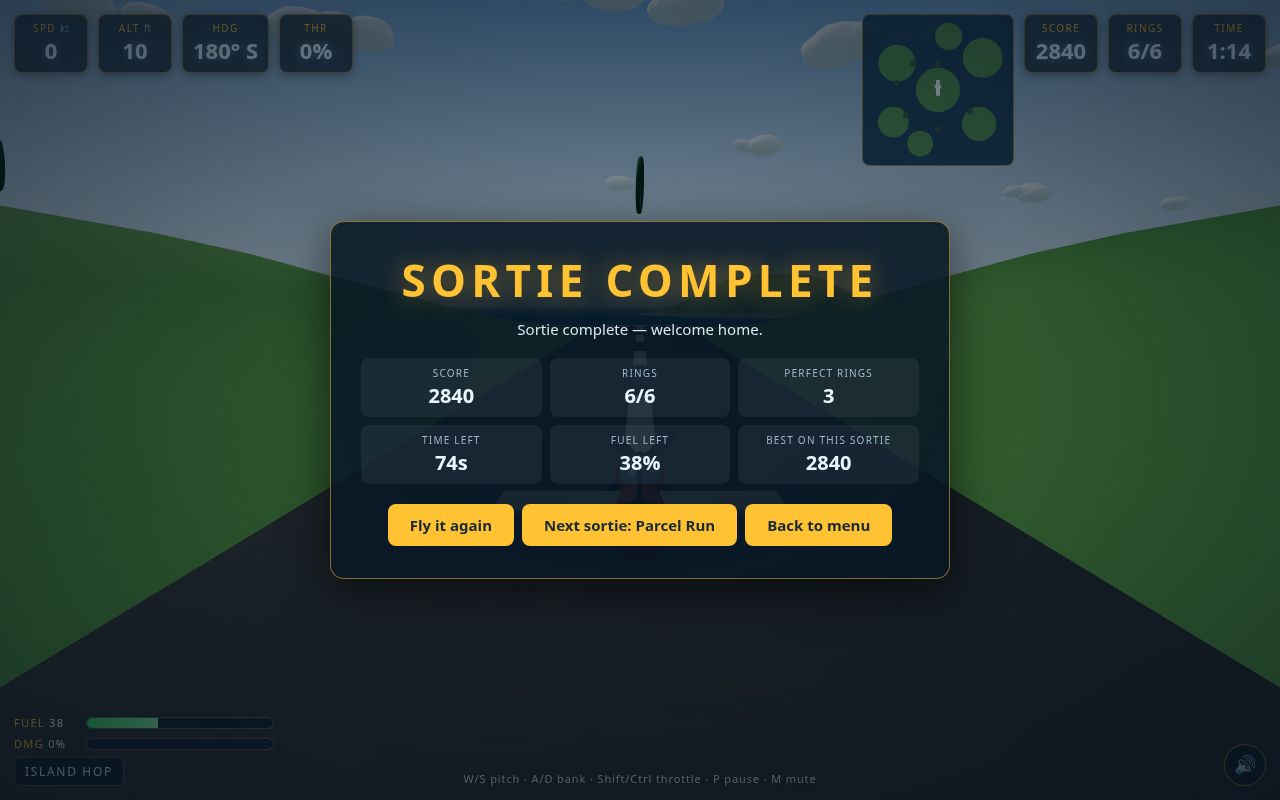 SPD kt
0
ALT ft
10
HDG
180° S
THR
0%
SCORE
2840
RINGS
6/6
TIME
1:14
SORTIE COMPLETE
Sortie complete — welcome home.
SCORE
2840
RINGS
6/6
PERFECT RINGS
3
TIME LEFT
74s
FUEL LEFT
38%
BEST ON THIS SORTIE
2840
Fly it again
Next sortie: Parcel Run
Back to menu
FUEL 38
DMG 0%
ISLAND HOP
W/S pitch · A/D bank · Shift/Ctrl throttle · P pause · M mute